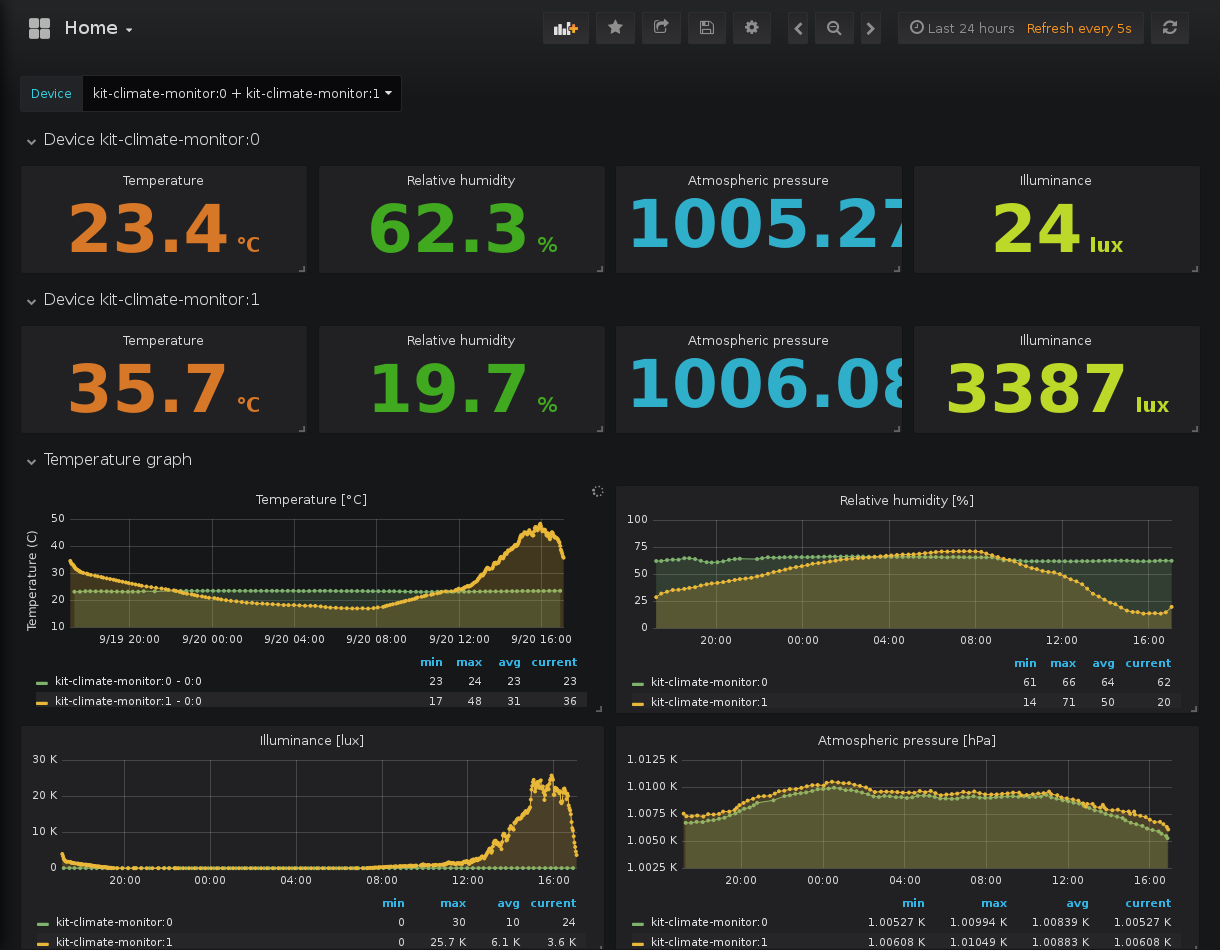 Home
Last 24 hours Refresh every 5s
Device kit-climate-monitor:0 + kit-climate-monitor:1
Device kit-climate-monitor:0
Temperature Relative humidity Atmospheric pressure Illuminance
23.4 °C 62.3 % 1005.27 24 lux
Device kit-climate-monitor:1
Temperature Relative humidity Atmospheric pressure Illuminance
35.7 °C 19.7 % 1006.08 3387 lux
Temperature graph
Temperature [°C]
Temperature (C)
50
40
30
20
10
9/19 20:00 9/20 00:00 9/20 04:00 9/20 08:00 9/20 12:00 9/20 16:00
min max avg current
kit-climate-monitor:0 - 0:0 23 24 23 23
kit-climate-monitor:1 - 0:0 17 48 31 36
Relative humidity [%]
100
75
50
25
0
20:00 00:00 04:00 08:00 12:00 16:00
min max avg current
kit-climate-monitor:0 61 66 64 62
kit-climate-monitor:1 14 71 50 20
Illuminance [lux]
30 K
20 K
10 K
0
20:00 00:00 04:00 08:00 12:00 16:00
min max avg current
kit-climate-monitor:0 0 30 10 24
kit-climate-monitor:1 0 25.7 K 6.1 K 3.6 K
Atmospheric pressure [hPa]
1.0125 K
1.0100 K
1.0075 K
1.0050 K
1.0025 K
20:00 00:00 04:00 08:00 12:00 16:00
min max avg current
kit-climate-monitor:0 1.00527 K 1.00994 K 1.00839 K 1.00527 K
kit-climate-monitor:1 1.00608 K 1.01049 K 1.00883 K 1.00608 K